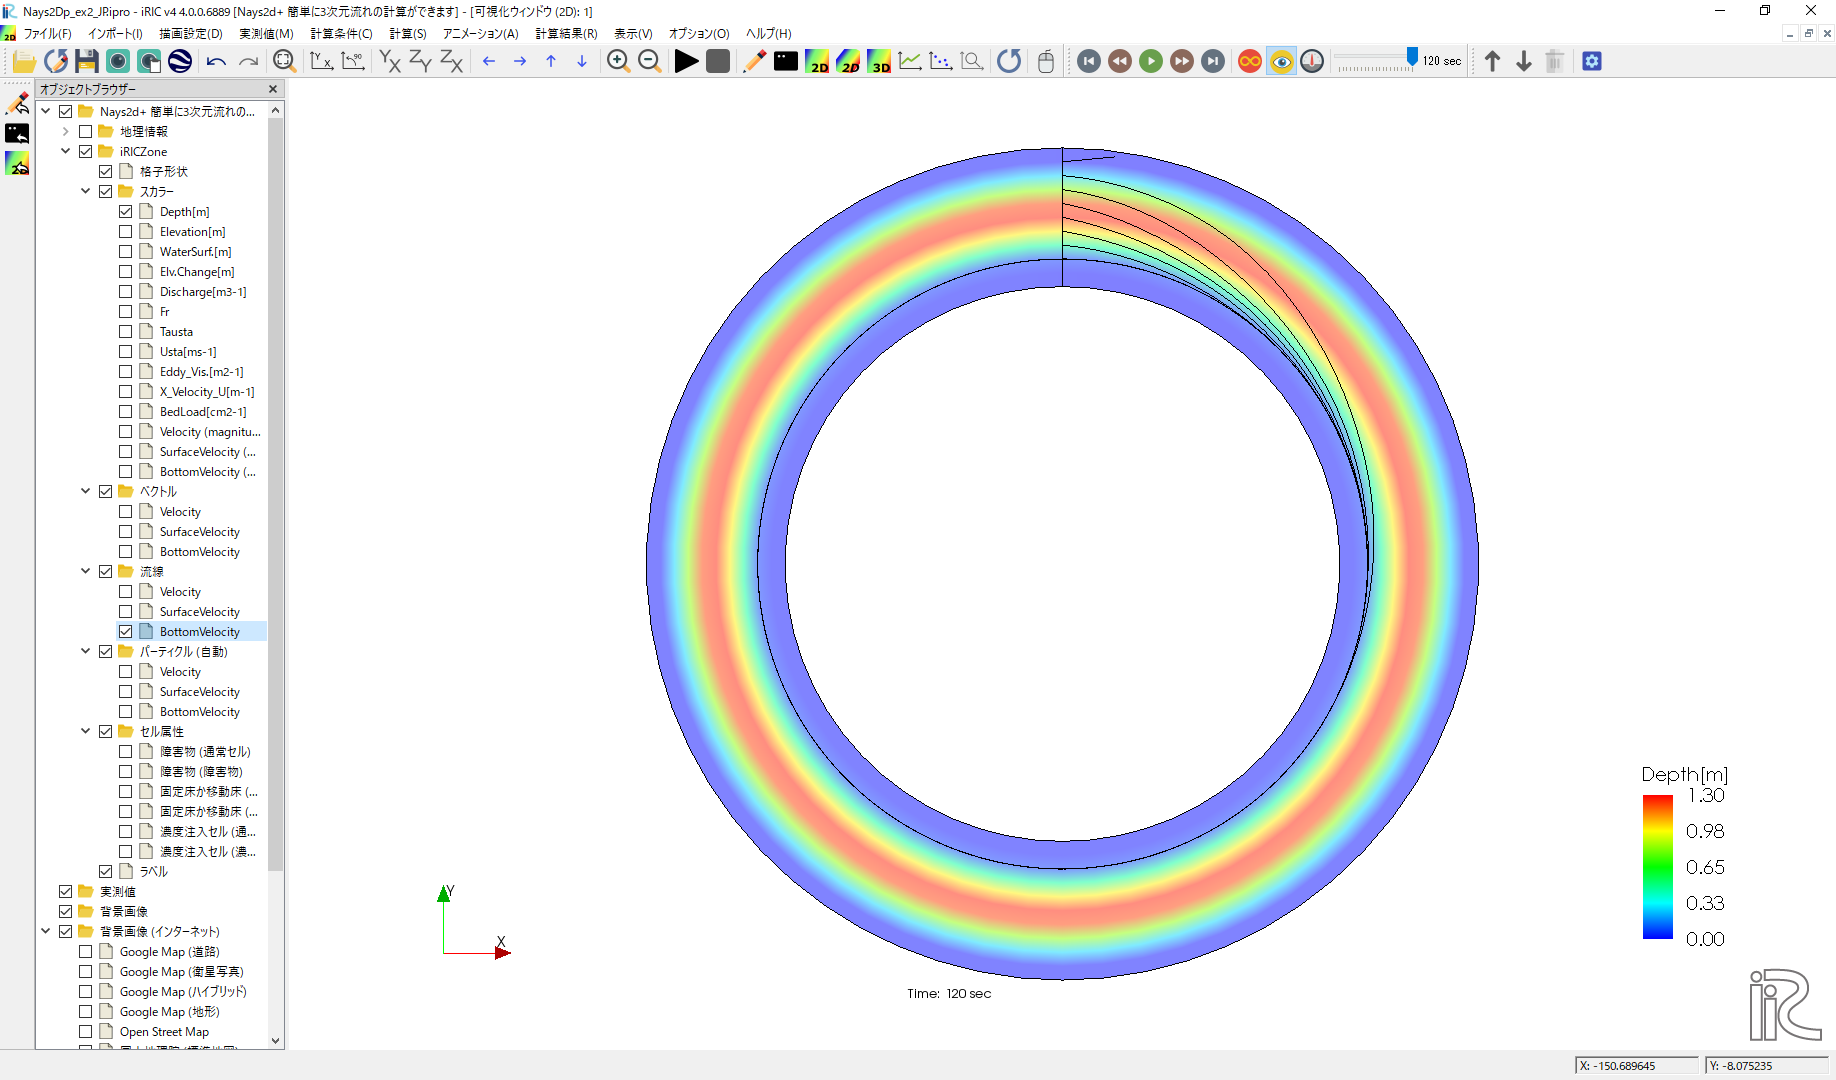 Nays2Dp_ex2_JP.ipro - iRIC v4 4.0.0.6889 [Nays2d+ 簡単に3次元流れの計算ができます] - [可視化ウィンドウ (2D): 1]
ファイル(F) インポート(I) 描画設定(D) 実測値(M) 計算条件(C) 計算(S) アニメーション(A) 計算結果(R) 表示(V) オプション(O) ヘルプ(H)
120 sec
オブジェクトブラウザー
Nays2d+ 簡単に3次元流れの...
地理情報
iRICZone
格子形状
スカラー
Depth[m]
Elevation[m]
WaterSurf.[m]
Elv.Change[m]
Discharge[m3-1]
Fr
Tausta
Usta[ms-1]
Eddy_Vis.[m2-1]
X_Velocity_U[m-1]
BedLoad[cm2-1]
Velocity (magnitu...
SurfaceVelocity (...
BottomVelocity (...
ベクトル
Velocity
SurfaceVelocity
BottomVelocity
流線
Velocity
SurfaceVelocity
BottomVelocity
パーティクル (自動)
Velocity
SurfaceVelocity
BottomVelocity
セル属性
障害物 (通常セル)
障害物 (障害物)
固定床か移動床 (...
固定床か移動床 (...
濃度注入セル (通...
濃度注入セル (濃...
ラベル
実測値
背景画像
背景画像 (インターネット)
Google Map (道路)
Google Map (衛星写真)
Google Map (ハイブリッド)
Google Map (地形)
Open Street Map
Depth[m]
1.30
0.98
0.65
0.33
0.00
Y
X
Time: 120 sec
iRIC
X: -150.689645
Y: -8.075235